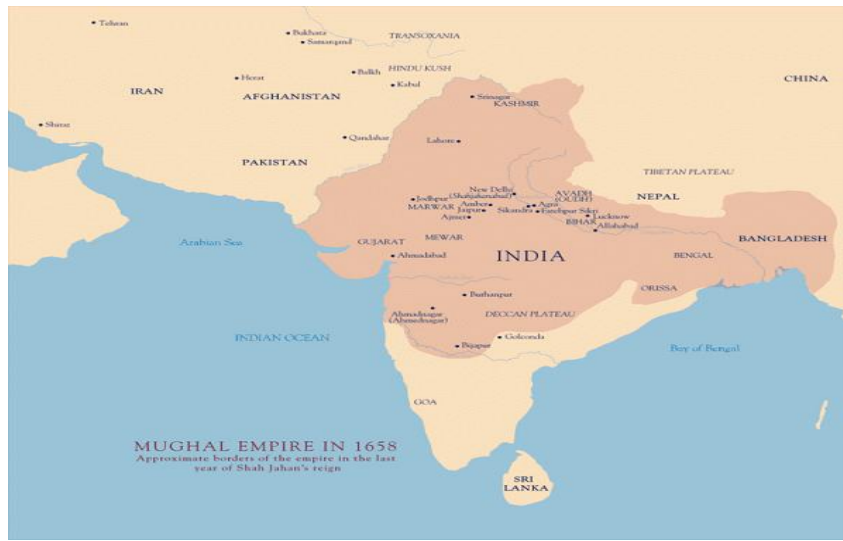 Tehran
Bukhara
Samarqand
TRANSOXANIA
HINDU KUSH
Balkh
Kabul
Herat
IRAN
AFGHANISTAN
CHINA
Srinagar
KASHMIR
Shiraz
Qandahar
Lahore
PAKISTAN
TIBETAN PLATEAU
New Delhi
(Shahjahanabad)
AVADH
(OUDH)
NEPAL
Jodhpur
MARWAR
Amber
Jaipur
Ajmer
Sikandra
Agra
Fatehpur Sikri
Lucknow
BIHAR
Allahabad
Arabian Sea
GUJARAT
MEWAR
BANGLADESH
Ahmadabad
INDIA
BENGAL
ORISSA
Burhanpur
Ahmadnagar
(Ahmednagar)
DECCAN PLATEAU
INDIAN OCEAN
Golconda
Bijapur
Bay of Bengal
GOA
MUGHAL EMPIRE IN 1658
Approximate borders of the empire in the last
year of Shah Jahan's reign
SRI
LANKA